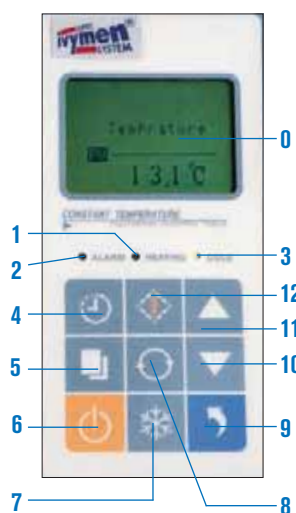 ivymen
SYSTEM
Temprature
0
13,1°C
CONSTANT TEMPERATURE
1
2
ALARM
HEATING
3
12
4
11
5
10
6
9
7
8